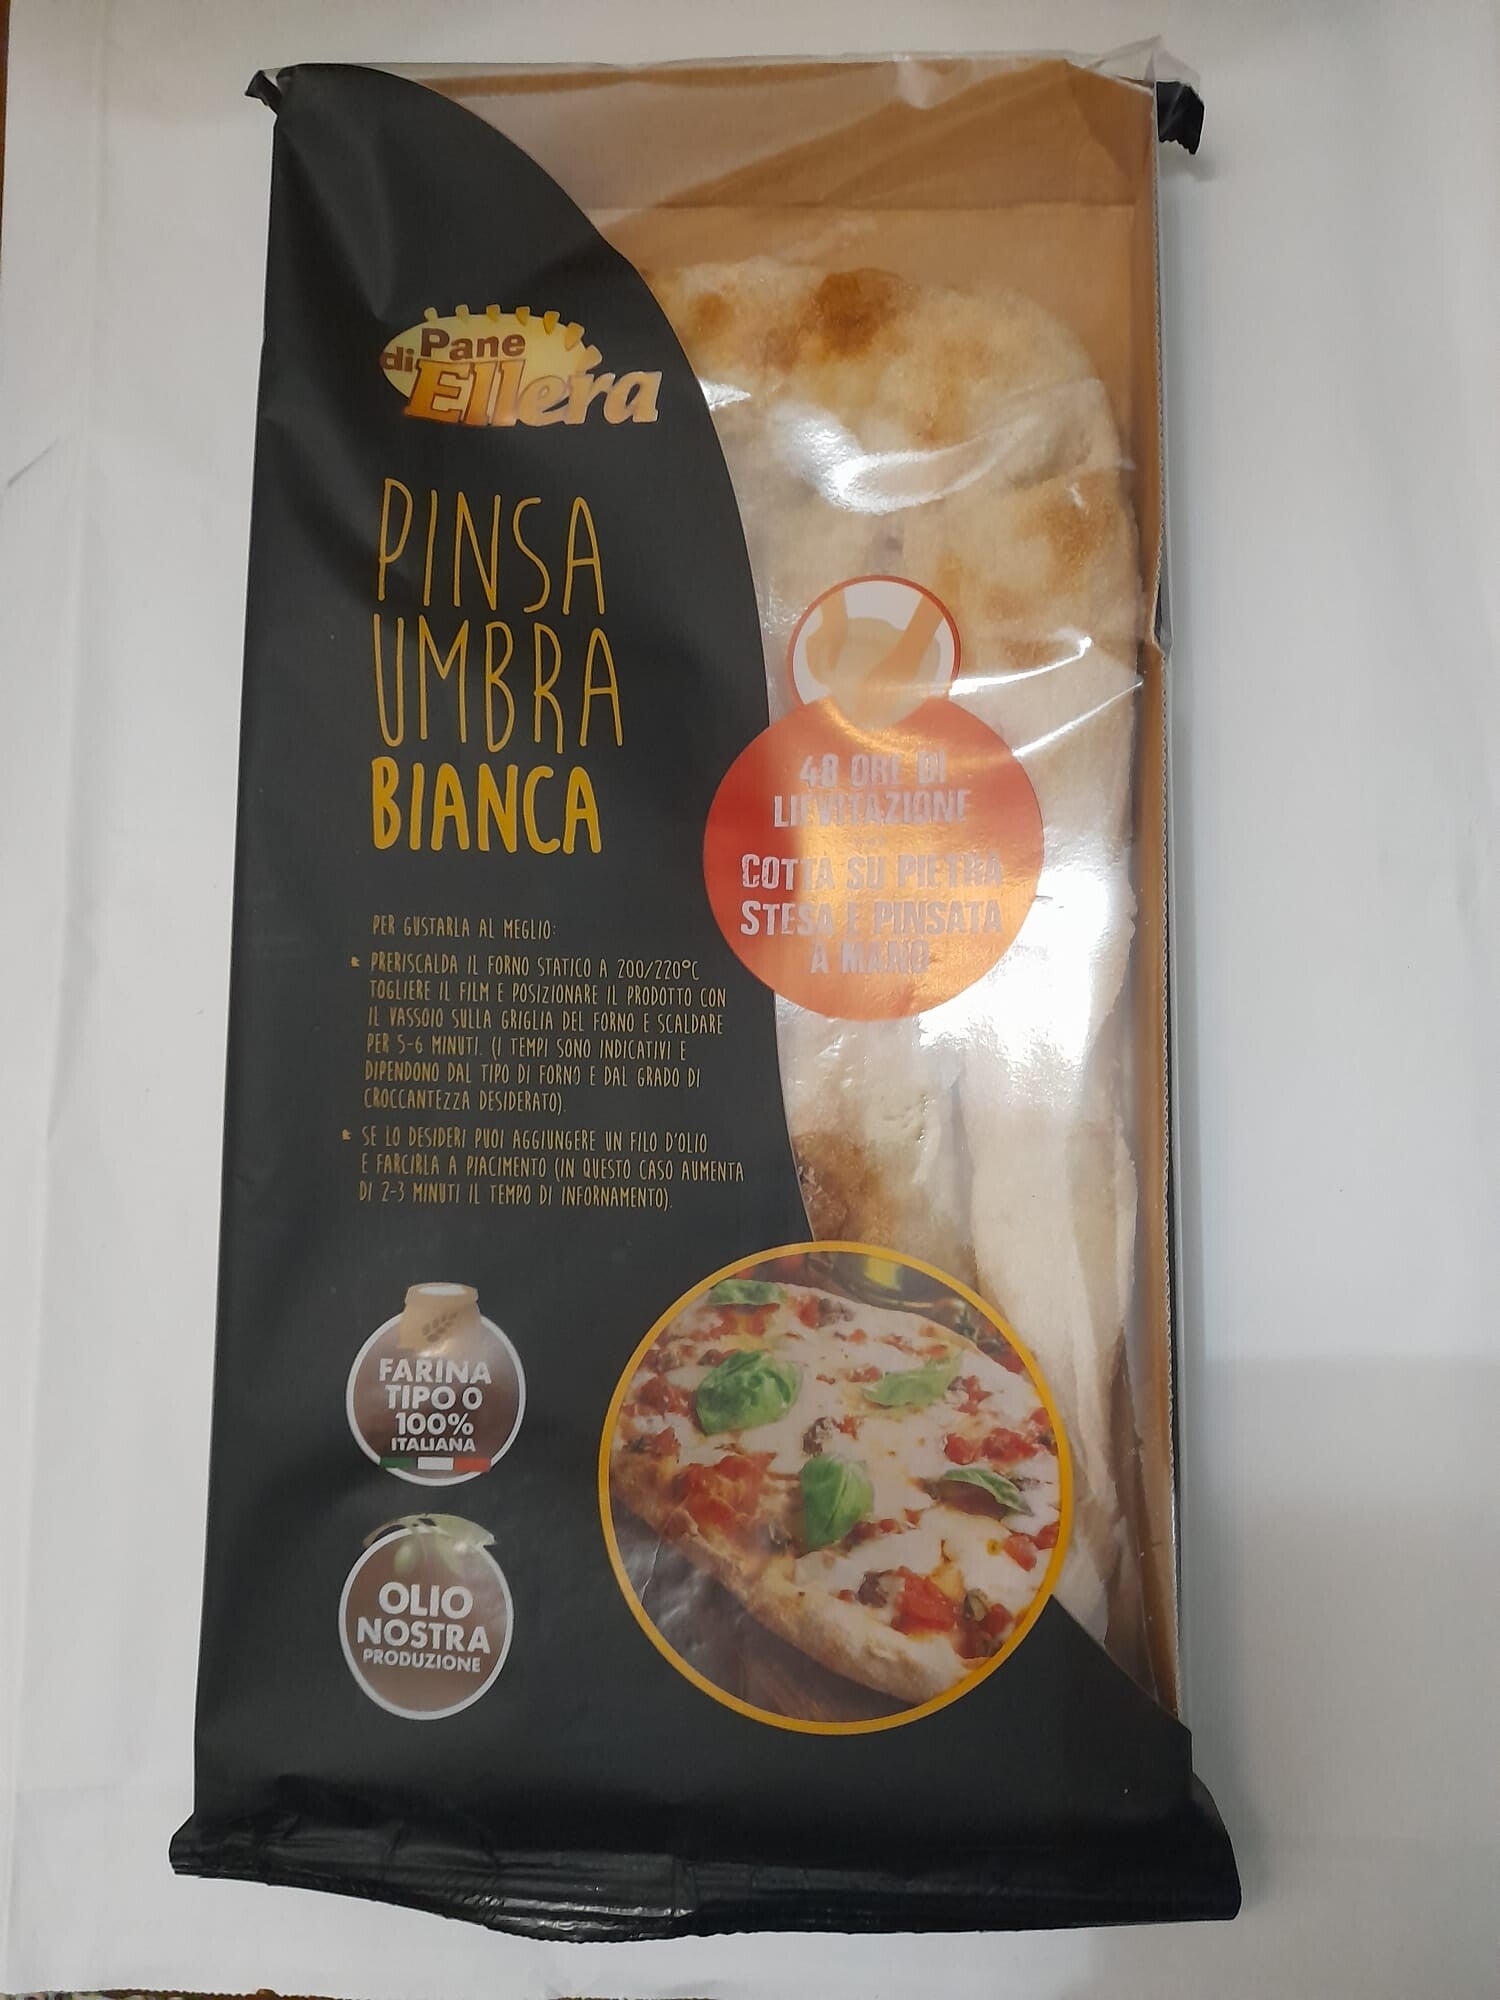 Pane
di Ellera
PINSA
UMBRA
BIANCA
48 ORE DI
LIEVITAZIONE
COTTA SU PIETRA
STESA E PINSATA
A MANO
PER GUSTARLA AL MEGLIO:
PRERISCALDA IL FORNO STATICO A 200/220°C
TOGLIERE IL FILM E POSIZIONARE IL PRODOTTO CON
IL VASSOIO SULLA GRIGLIA DEL FORNO E SCALDARE
PER 5-6 MINUTI. (I TEMPI SONO INDICATIVI E
DIPENDONO DAL TIPO DI FORNO E DAL GRADO DI
CROCCANTEZZA DESIDERATO).
SE LO DESIDERI PUOI AGGIUNGERE UN FILO D'OLIO
E FARCIRLA A PIACIMENTO (IN QUESTO CASO AUMENTA
DI 2-3 MINUTI IL TEMPO DI INFORNAMENTO).
FARINA
TIPO 0
100%
ITALIANA
OLIO
NOSTRA
PRODUZIONE